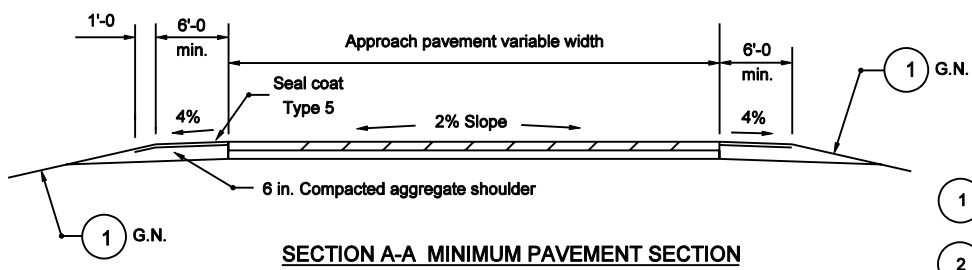 1'-0
6'-0
min.
Approach pavement variable width
6'-0
min.
1 G.N.
Seal coat
Type 5
4%
2% Slope
4%
6 in. Compacted aggregate shoulder
1
1 G.N.
SECTION A-A MINIMUM PAVEMENT SECTION
2